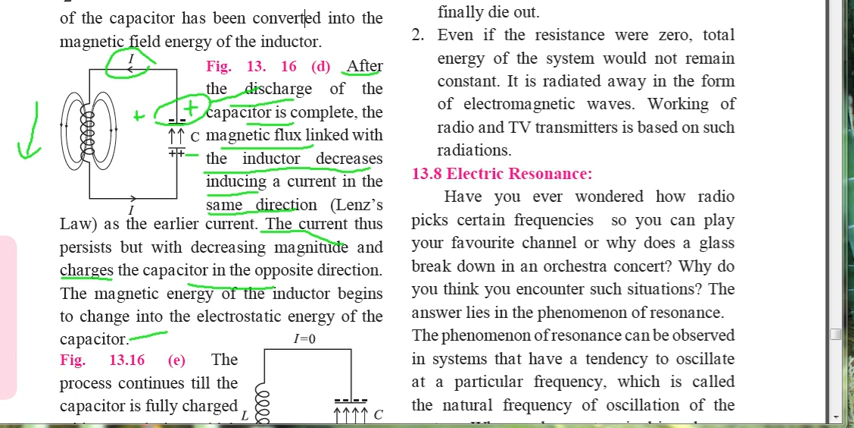 of the capacitor has been converted into the
magnetic field energy of the inductor.
I
Fig. 13. 16 (d) After
the discharge of the
capacitor is complete, the
C magnetic flux linked with
the inductor decreases
inducing a current in the
same direction (Lenz's
I
Law) as the earlier current. The current thus
persists but with decreasing magnitude and
charges the capacitor in the opposite direction.
The magnetic energy of the inductor begins
to change into the electrostatic energy of the
capacitor.
I=0
Fig. 13.16 (e) The
process continues till the
capacitor is fully charged
L
C
finally die out.
2. Even if the resistance were zero, total
energy of the system would not remain
constant. It is radiated away in the form
of electromagnetic waves. Working of
radio and TV transmitters is based on such
radiations.
13.8 Electric Resonance:
Have you ever wondered how radio
picks certain frequencies so you can play
your favourite channel or why does a glass
break down in an orchestra concert? Why do
you think you encounter such situations? The
answer lies in the phenomenon of resonance.
The phenomenon of resonance can be observed
in systems that have a tendency to oscillate
at a particular frequency, which is called
the natural frequency of oscillation of the